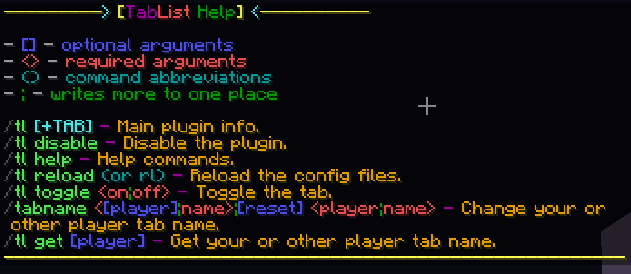 ----------> [TabList Help] <----------
- [] - optional arguments
- <> - required arguments
- () - command abbreviations
- ¦ - writes more to one place
/tl [+TAB] - Main plugin info.
/tl disable - Disable the plugin.
/tl help - Help commands.
/tl reload (or rl) - Reload the config files.
/tl toggle <on¦off> - Toggle the tab.
/tabname <[player]¦name>¦[reset] <player¦name> - Change your or
other player tab name.
/tl get [player] - Get your or other player tab name.